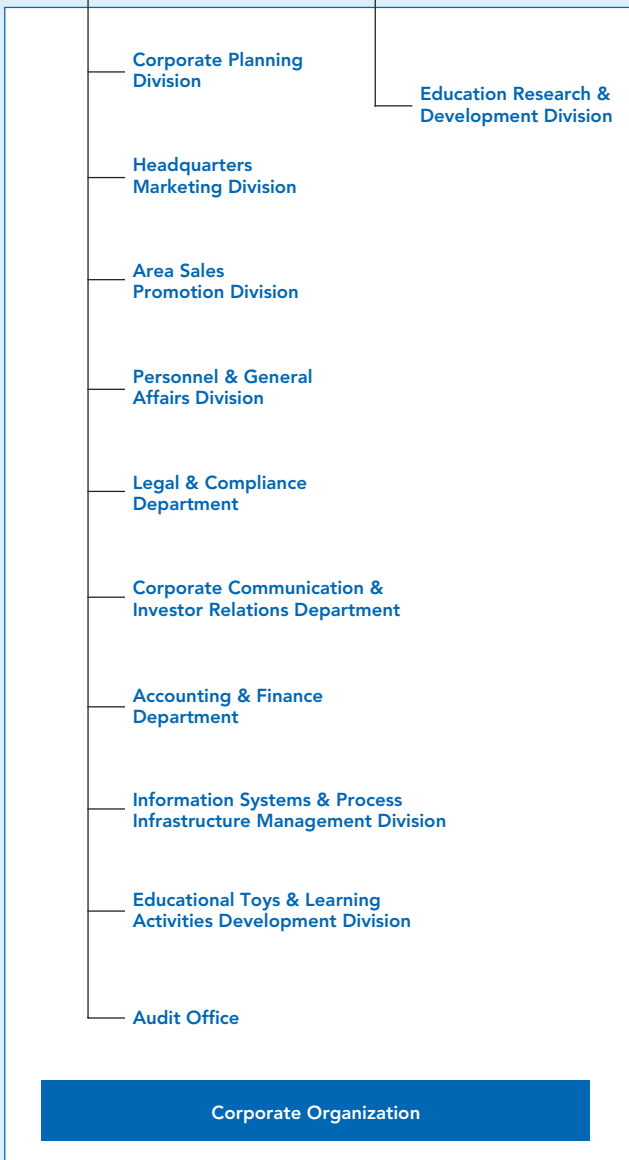 Corporate Planning
Division
Education Research &
Development Division
Headquarters
Marketing Division
Area Sales
Promotion Division
Personnel & General
Affairs Division
Legal & Compliance
Department
Corporate Communication &
Investor Relations Department
Accounting & Finance
Department
Information Systems & Process
Infrastructure Management Division
Educational Toys & Learning
Activities Development Division
Audit Office
Corporate Organization